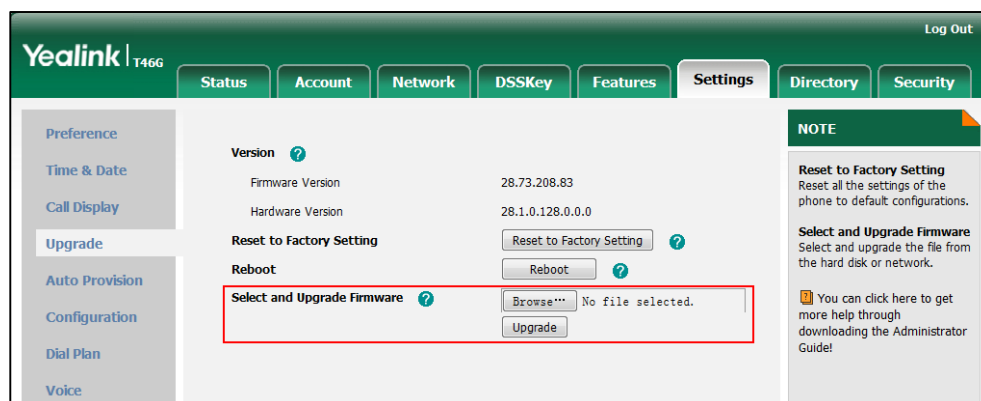 Log Out
Yealink | T46G
Status Account Network DSSKey Features Settings Directory Security
Preference
Time & Date
Call Display
Upgrade
Auto Provision
Configuration
Dial Plan
Voice
Version ?
Firmware Version 28.73.208.83
Hardware Version 28.1.0.128.0.0.0
Reset to Factory Setting Reset to Factory Setting ?
Reboot Reboot ?
Select and Upgrade Firmware ? Browse... No file selected.
Upgrade
NOTE
Reset to Factory Setting
Reset all the settings of the
phone to default configurations.
Select and Upgrade Firmware
Select and upgrade the file from
the hard disk or network.
? You can click here to get
more help through
downloading the Administrator
Guide!